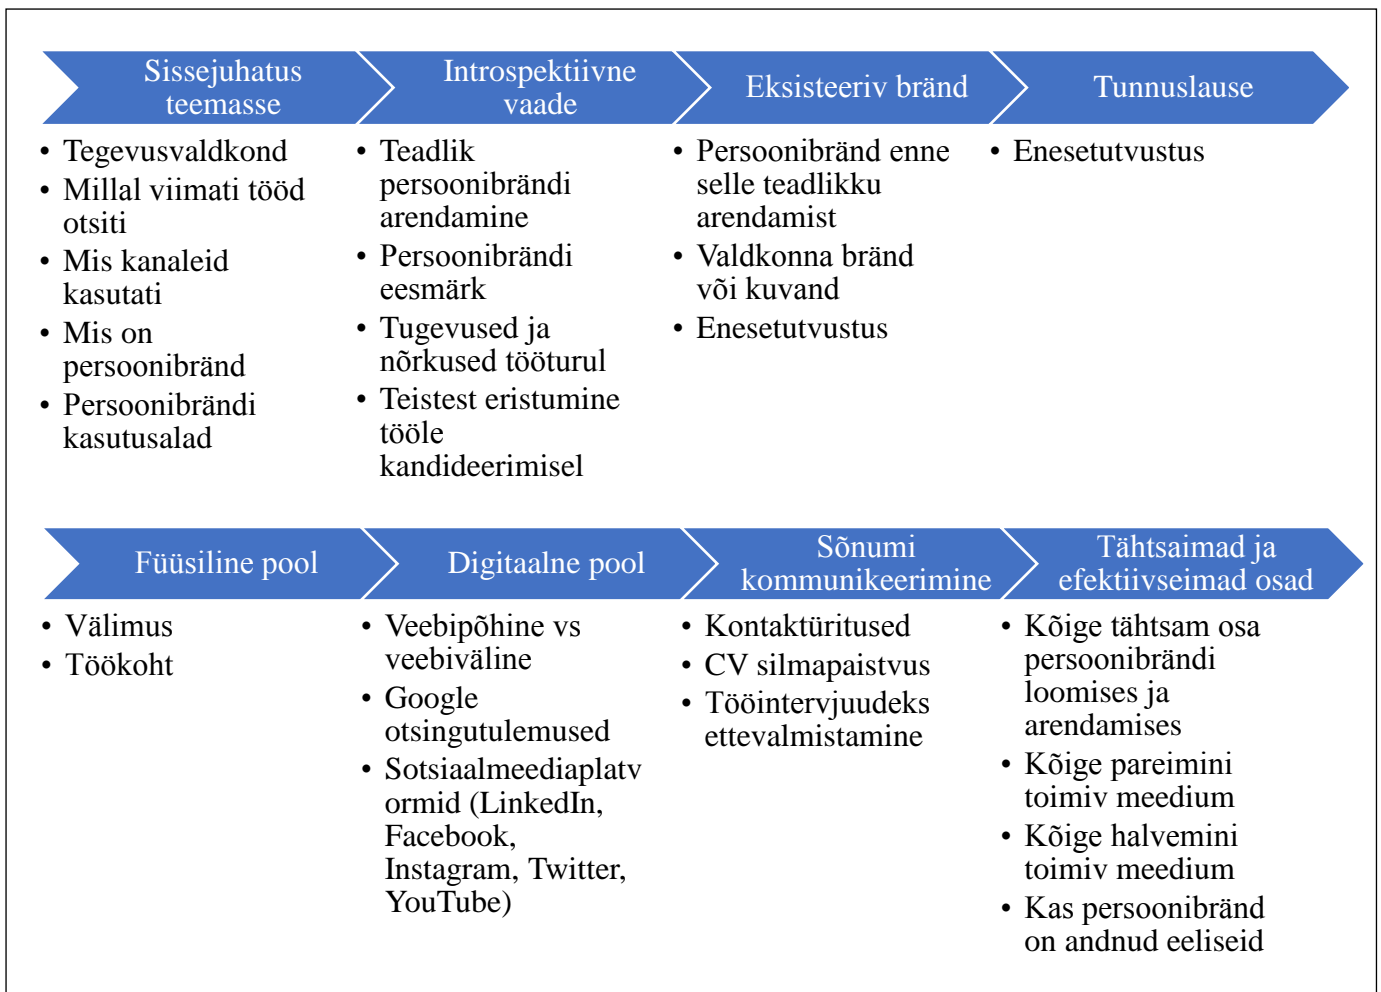 Sissejuhatus
teemasse
• Tegevusvaldkond
• Millal viimati tööd
otsiti
• Mis kanaleid
kasutati
• Mis on
persoonibränd
• Persoonibrändi
kasutusalad
Introspektiivne
vaade
• Teadlik
persoonibrändi
arendamine
• Persoonibrändi
eesmärk
• Tugevused ja
nõrkused tööturul
• Teistest eristumine
tööle
kandideerimisel
Eksisteeriv bränd
• Persoonibränd enne
selle teadlikku
arendamist
• Valdkonna bränd
või kuvand
• Enesetutvustus
Tunnuslause
• Enesetutvustus
Füüsiline pool
• Välimus
• Töökoht
Digitaalne pool
• Veebipõhine vs
veebiväline
• Google
otsingutulemused
• Sotsiaalmeediaplatv
ormid (LinkedIn,
Facebook,
Instagram, Twitter,
YouTube)
Sõnumi
kommunikeerimine
• Kontaktüritused
• CV silmapaistvus
• Tööintervjuudeks
ettevalmistamine
Tähtsaimad ja
efektiivseimad osad
• Kõige tähtsam osa
persoonibrändi
loomises ja
arendamises
• Kõige pareimini
toimiv meedium
• Kõige halvemini
toimiv meedium
• Kas persoonibränd
on andnud eeliseid